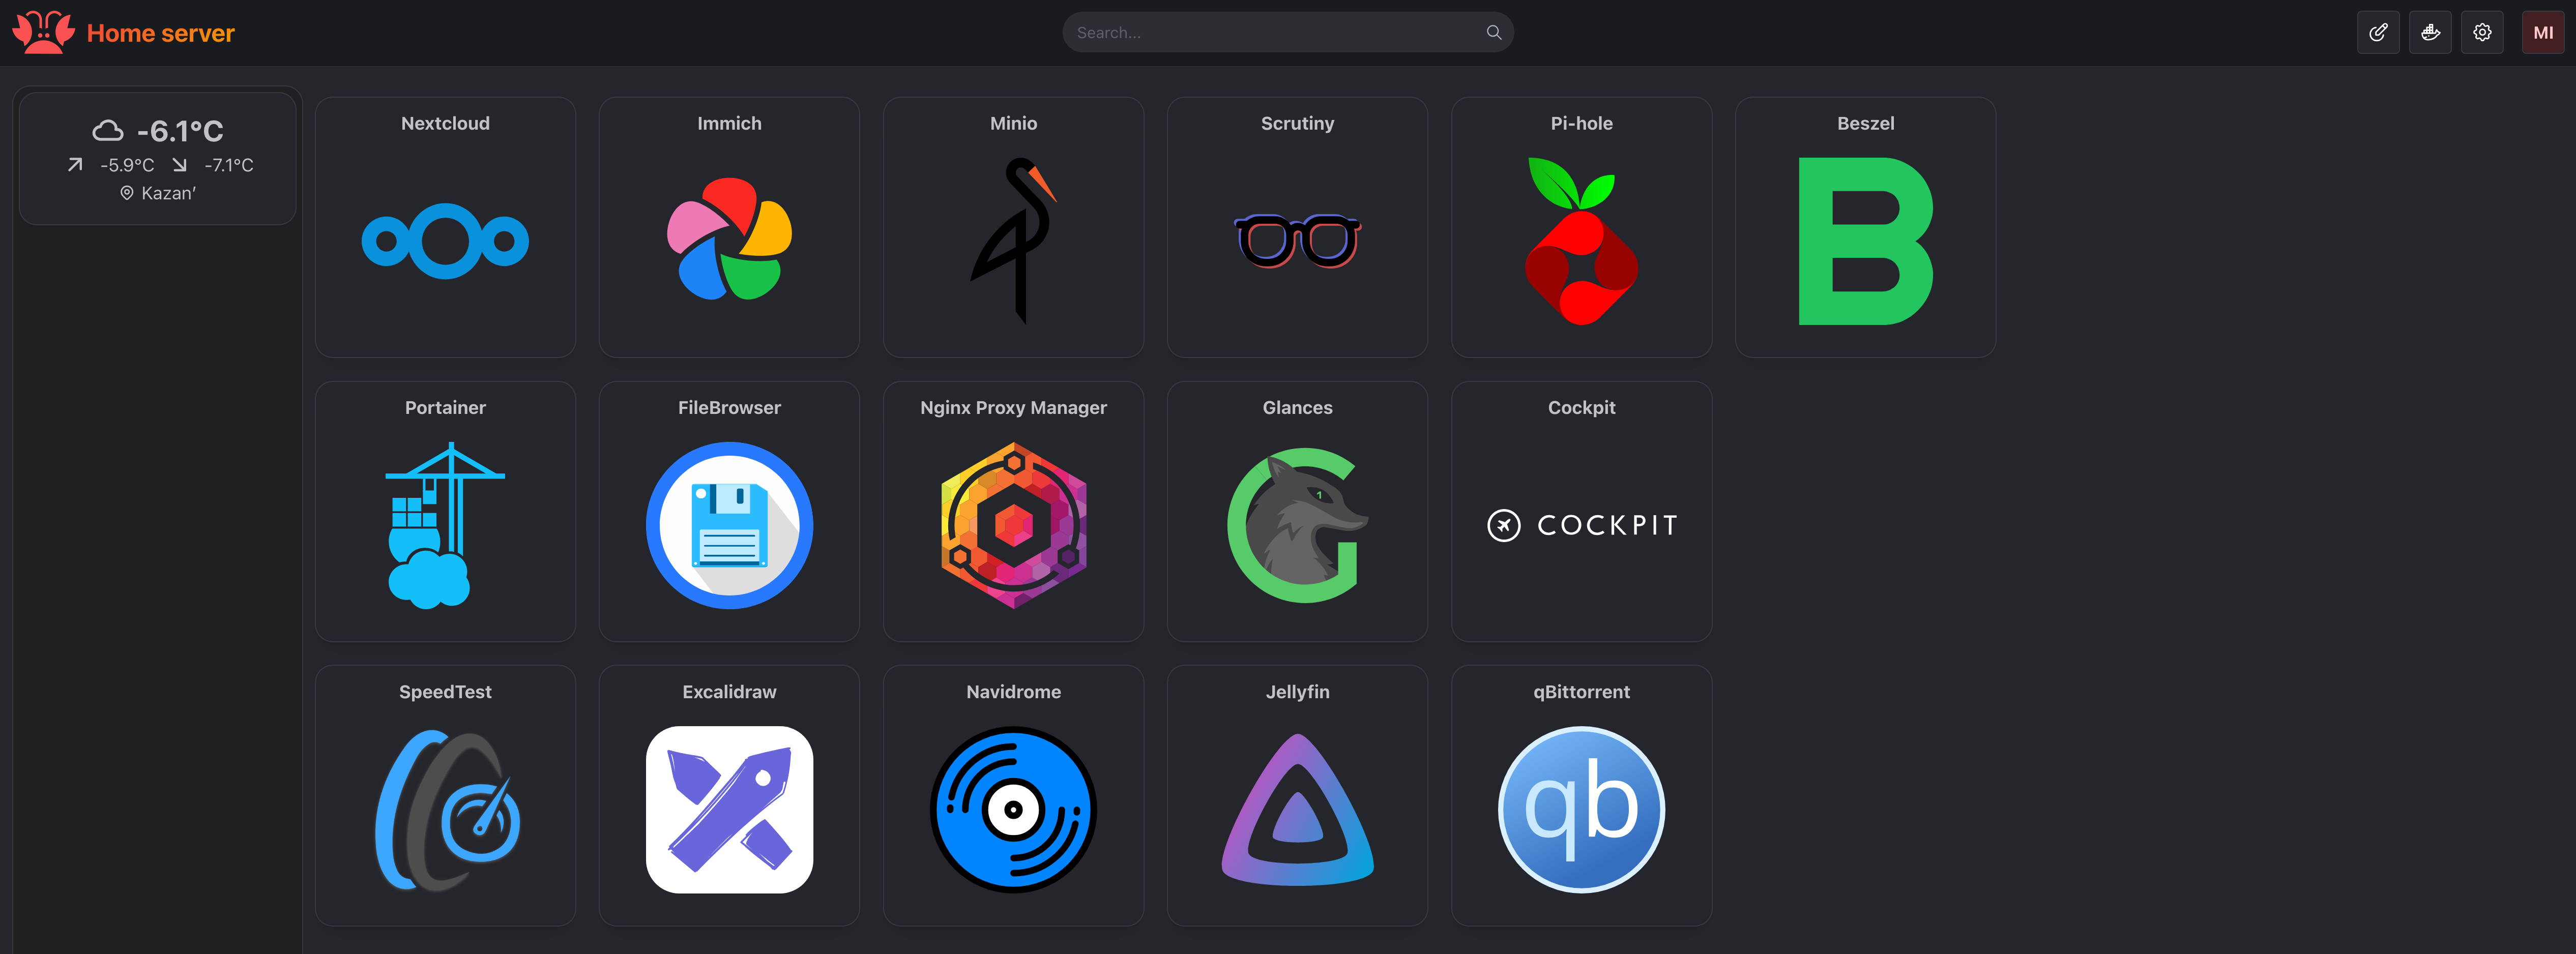 Home server
Search...
MI
-6.1°C
-5.9°C -7.1°C
Kazan’
Nextcloud
Immich
Minio
Scrutiny
Pi-hole
Beszel
B
Portainer
FileBrowser
Nginx Proxy Manager
Glances
Cockpit
G
1
COCKPIT
SpeedTest
Excalidraw
Navidrome
Jellyfin
qBittorrent
qb